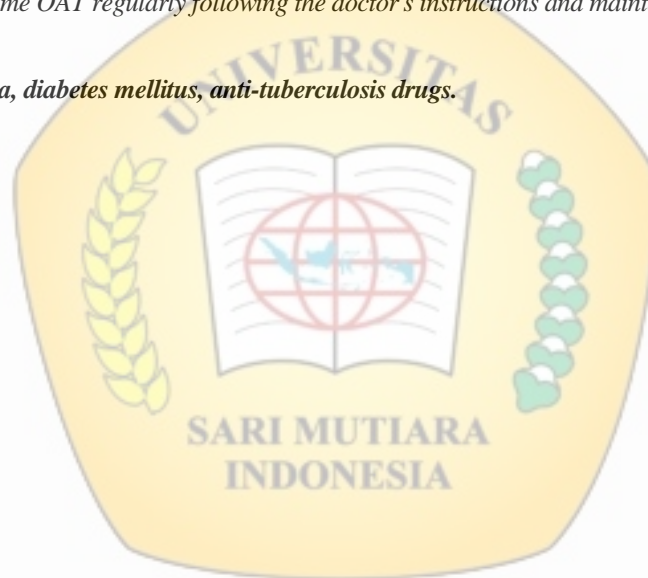 me OAT regularly following the doctor's instructions and maint
a, diabetes mellitus, anti-tuberculosis drugs.
UNIVERSITAS
SARI MUTIARA
INDONESIA